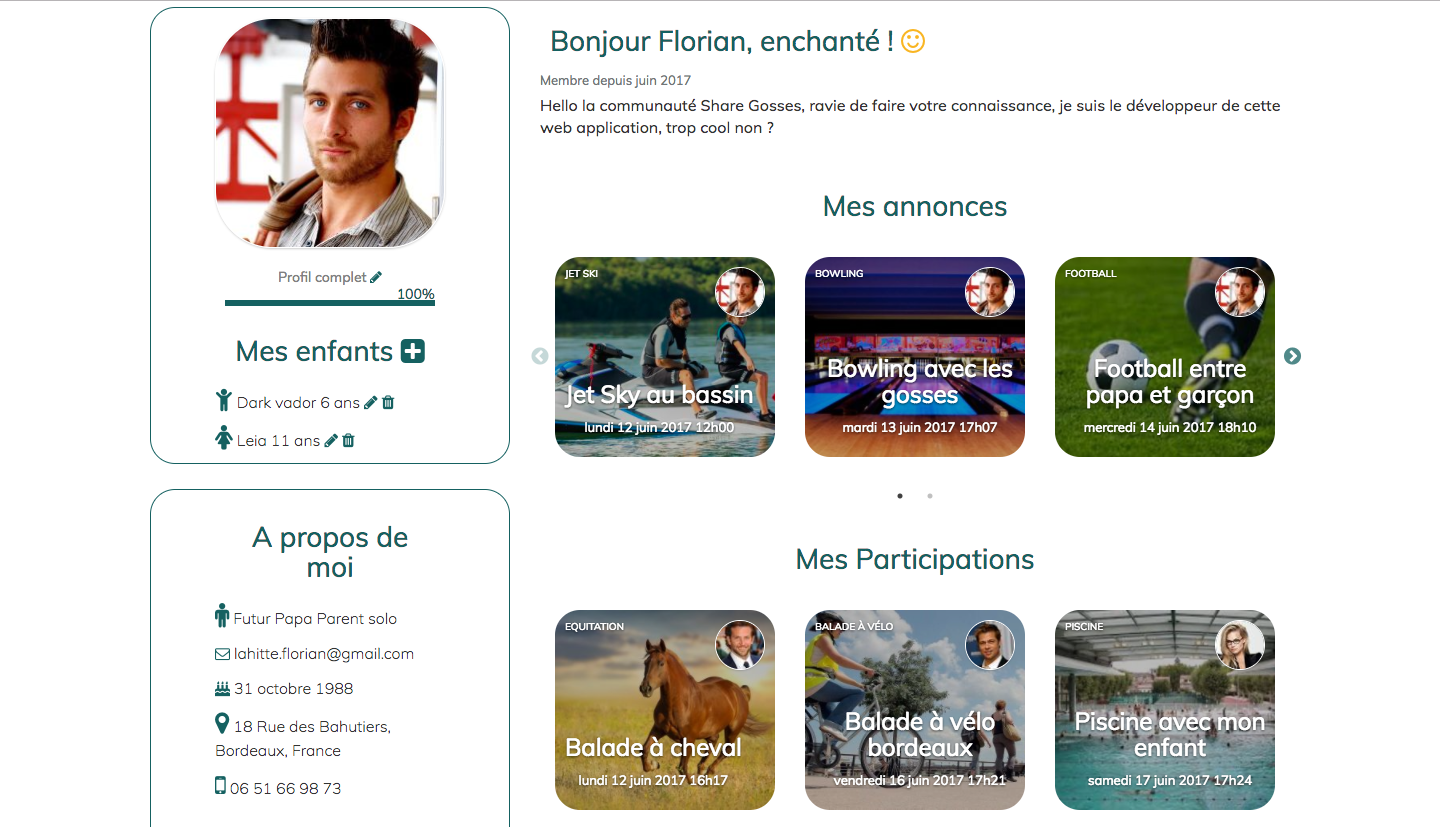 Profil complet
100%
Mes enfants
Dark vador 6 ans
Leia 11 ans
A propos de
moi
Futur Papa Parent solo
lahitte.florian@gmail.com
31 octobre 1988
18 Rue des Bahutiers,
Bordeaux, France
06 51 66 98 73
Bonjour Florian, enchanté !
Membre depuis juin 2017
Hello la communauté Share Gosses, ravie de faire votre connaissance, je suis le développeur de cette
web application, trop cool non ?
Mes annonces
JET SKI
Jet Sky au bassin
lundi 12 juin 2017 12h00
BOWLING
Bowling avec les
gosses
mardi 13 juin 2017 17h07
FOOTBALL
Football entre
papa et garçon
mercredi 14 juin 2017 18h10
Mes Participations
EQUITATION
Balade à cheval
lundi 12 juin 2017 16h17
BALADE À VÉLO
Balade à vélo
bordeaux
vendredi 16 juin 2017 17h21
PISCINE
Piscine avec mon
enfant
samedi 17 juin 2017 17h24